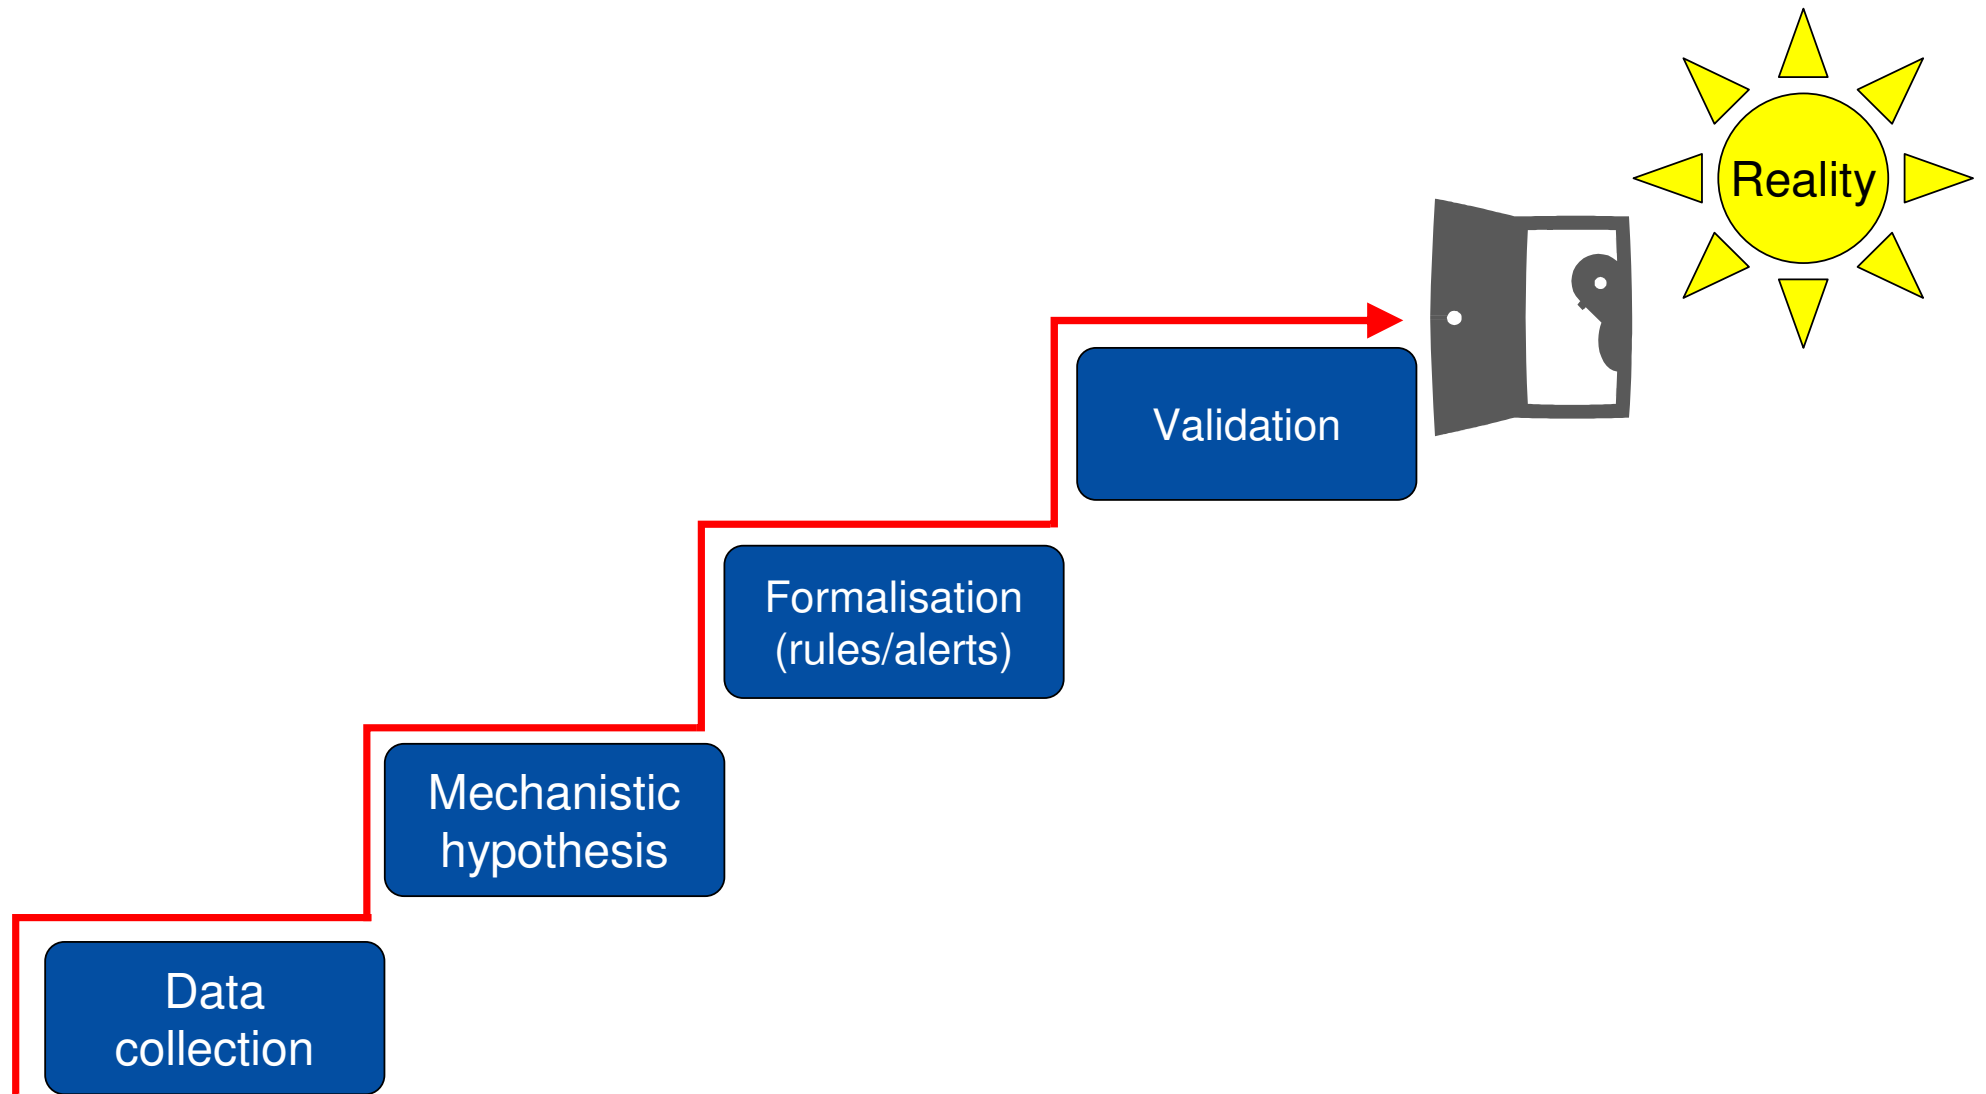 Reality
Validation
Formalisation
(rules/alerts)
Mechanistic
hypothesis
Data
collection